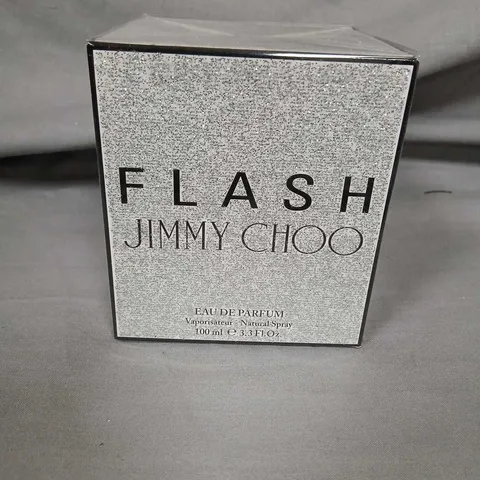 FLASH
JIMMY CHOO
EAU DE PARFUM
Vaporisateur - Natural Spray
100 ml ℮ 3.3 Fl.Oz.